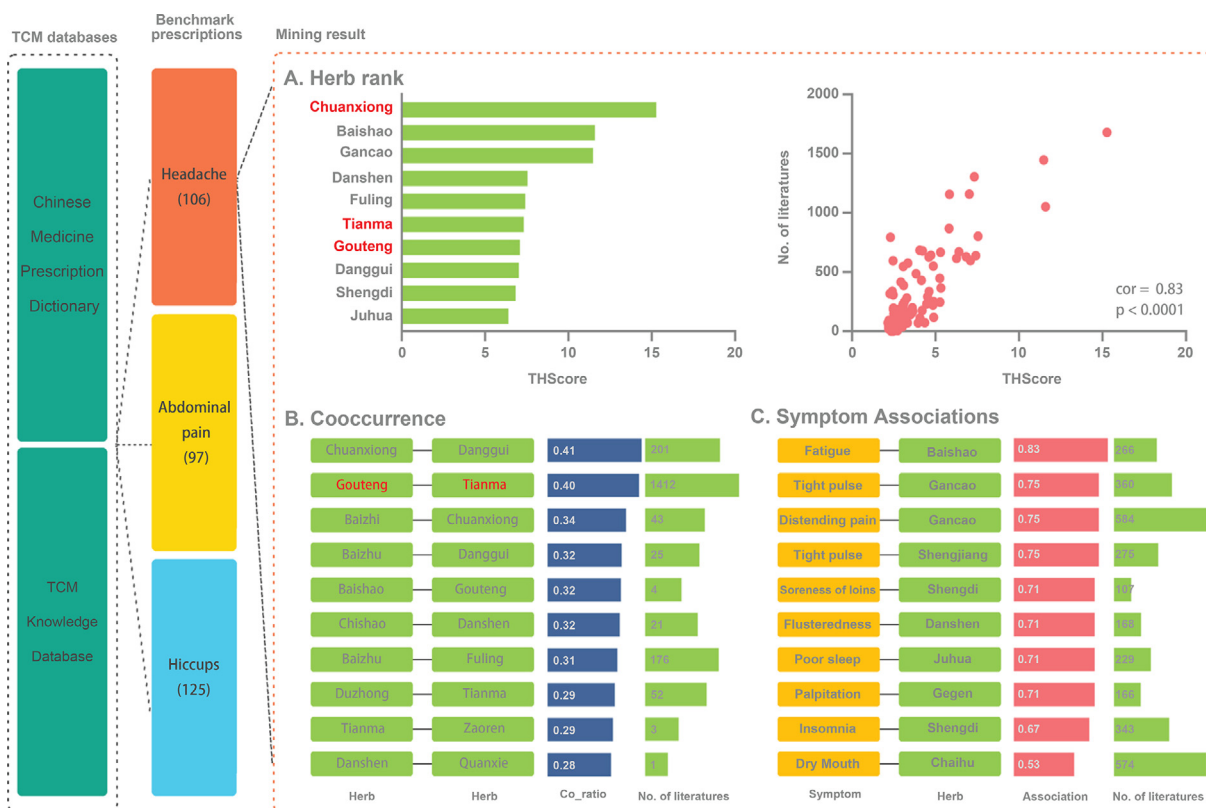 TCM databases
Benchmark
prescriptions
Mining result
Chinese
Medicine
Prescription
Dictionary
TCM
Knowledge
Database
Headache
(106)
Abdominal
pain
(97)
Hiccups
(125)
A. Herb rank
Chuanxiong
Baishao
Gancao
Danshen
Fuling
Tianma
Gouteng
Danggui
Shengdi
Juhua
0 5 10 15 20
THScore
No. of literatures
2000
1500
1000
500
0
cor = 0.83
p < 0.0001
0 5 10 15 20
THScore
B. Cooccurrence
Chuanxiong Danggui 0.41 201
Gouteng Tianma 0.40 1412
Baizhi Chuanxiong 0.34 43
Baizhu Danggui 0.32 25
Baishao Gouteng 0.32 4
Chishao Danshen 0.32 21
Baizhu Fuling 0.31 176
Duzhong Tianma 0.29 52
Tianma Zaoren 0.29 3
Danshen Quanxie 0.28 1
Herb Herb Co_ratio No. of literatures
C. Symptom Associations
Fatigue Baishao 0.83 266
Tight pulse Gancao 0.75 360
Distending pain Gancao 0.75 584
Tight pulse Shengjiang 0.75 275
Soreness of loins Shengdi 0.71 107
Flusteredness Danshen 0.71 168
Poor sleep Juhua 0.71 229
Palpitation Gegen 0.71 166
Insomnia Shengdi 0.67 343
Dry Mouth Chaihu 0.53 574
Symptom Herb Association No. of literatures